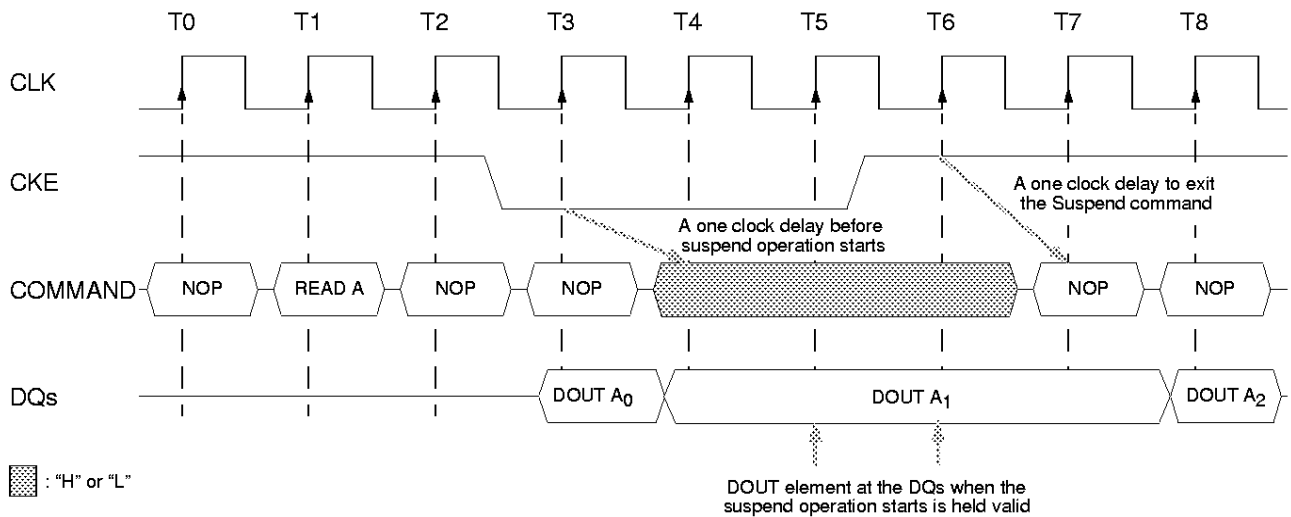 T0 T1 T2 T3 T4 T5 T6 T7 T8
CLK
CKE
A one clock delay to exit
the Suspend command
A one clock delay before
suspend operation starts
COMMAND NOP READ A NOP NOP NOP NOP
DQs DOUT A0 DOUT A1 DOUT A2
: “H” or “L”
DOUT element at the DQs when the
suspend operation starts is held valid